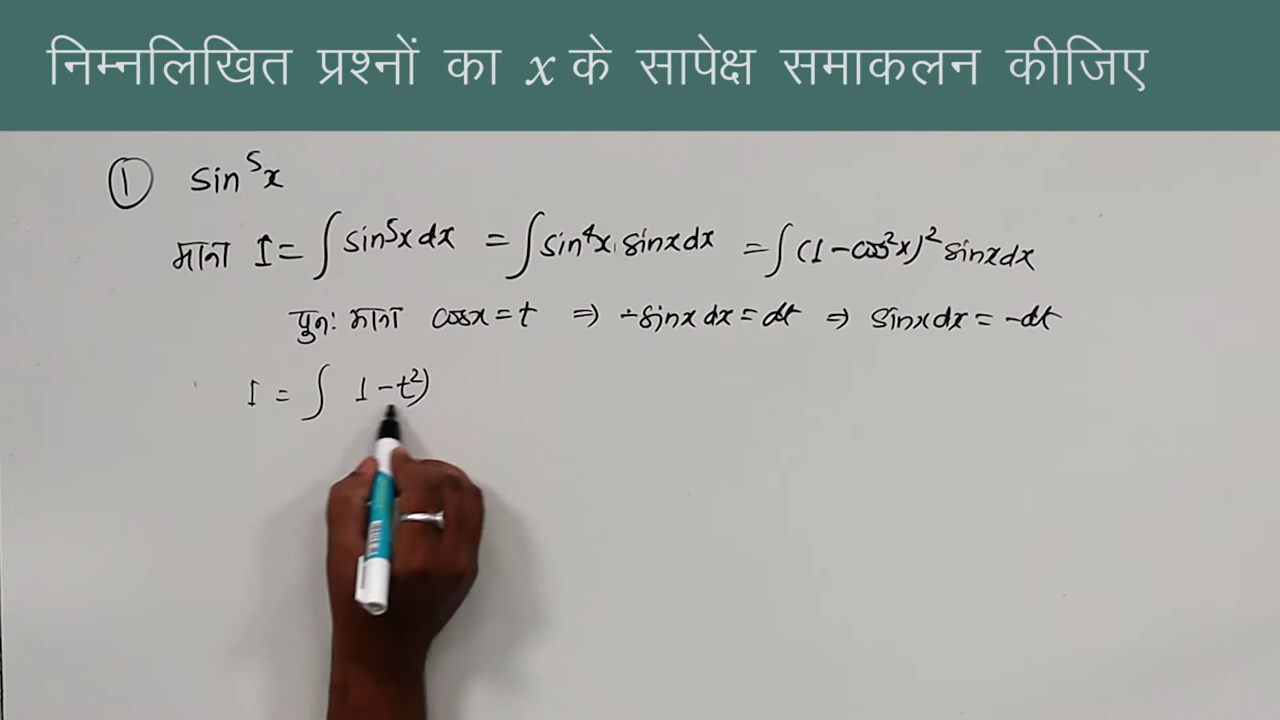 निम्नलिखित प्रश्नों का x के सापेक्ष समाकलन कीजिए
① sin⁵x
माना I = ∫ sin⁵x dx = ∫ sin⁴x. sinx dx = ∫ (1 - cos²x)² sinx dx
पुन: माना cosx = t ⇒ -sinx dx = dt ⇒ sinx dx = -dt
I = ∫ 1 - t²)